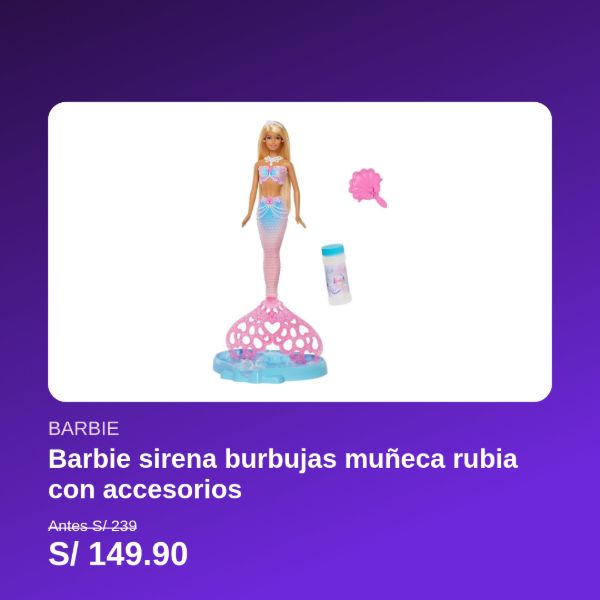 BARBIE
Barbie sirena burbujas muñeca rubia
con accesorios
Antes S/ 239
S/ 149.90